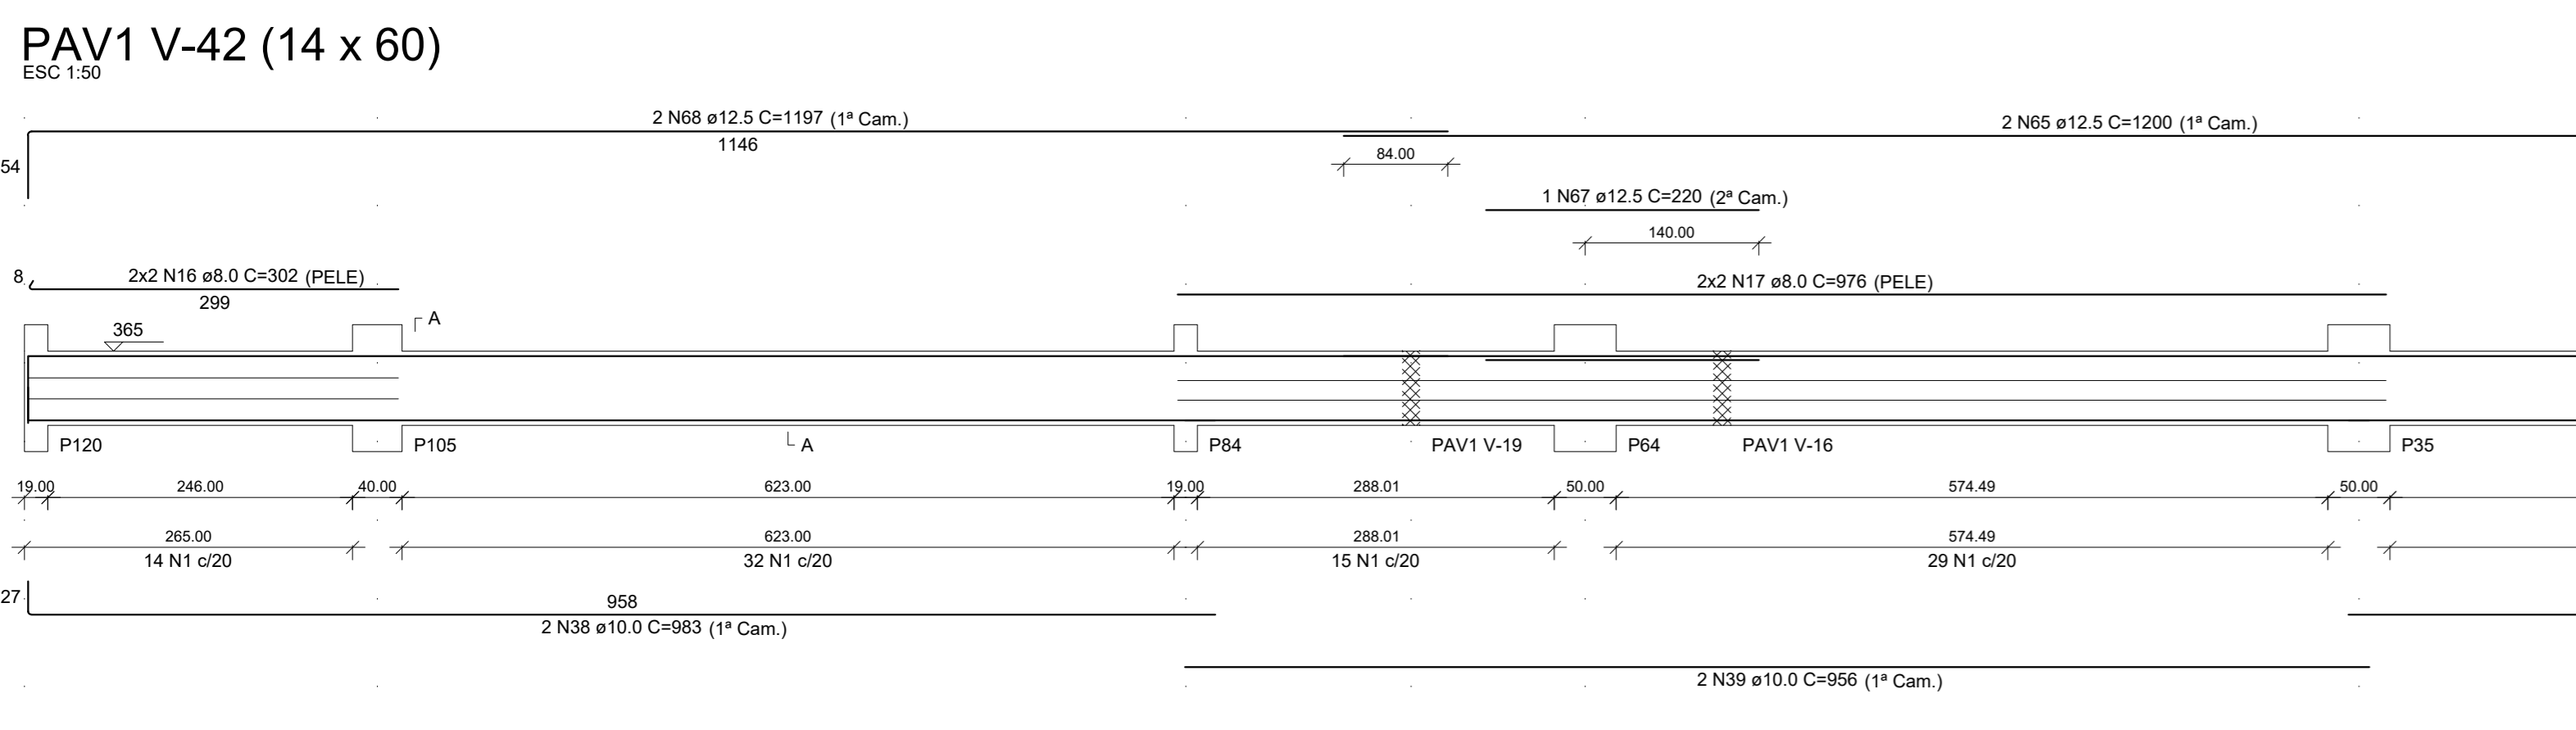 PAV1 V-42 (14 x 60)
ESC 1:50
2 N68 ø12.5 C=1197 (1ª Cam.)
1146
54
2 N65 ø12.5 C=1200 (1ª Cam.)
84.00
1 N67 ø12.5 C=220 (2ª Cam.)
140.00
8
2x2 N16 ø8.0 C=302 (PELE)
299
2x2 N17 ø8.0 C=976 (PELE)
365
A
P120
P105
A
P84
PAV1 V-19
P64
PAV1 V-16
P35
19.00 246.00 40.00 623.00 19.00 288.01 50.00 574.49 50.00
265.00 623.00 288.01 574.49
14 N1 c/20 32 N1 c/20 15 N1 c/20 29 N1 c/20
27
958
2 N38 ø10.0 C=983 (1ª Cam.)
2 N39 ø10.0 C=956 (1ª Cam.)